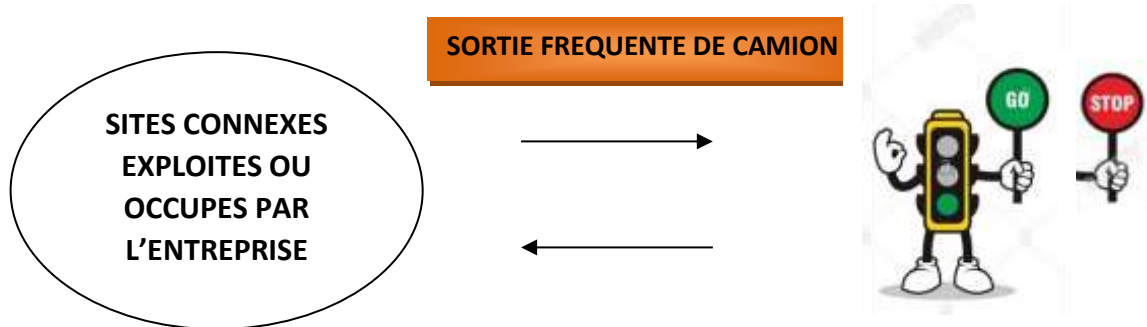 SORTIE FREQUENTE DE CAMION
SITES CONNEXES
EXPLOITES OU
OCCUPES PAR
L’ENTREPRISE
GO
STOP